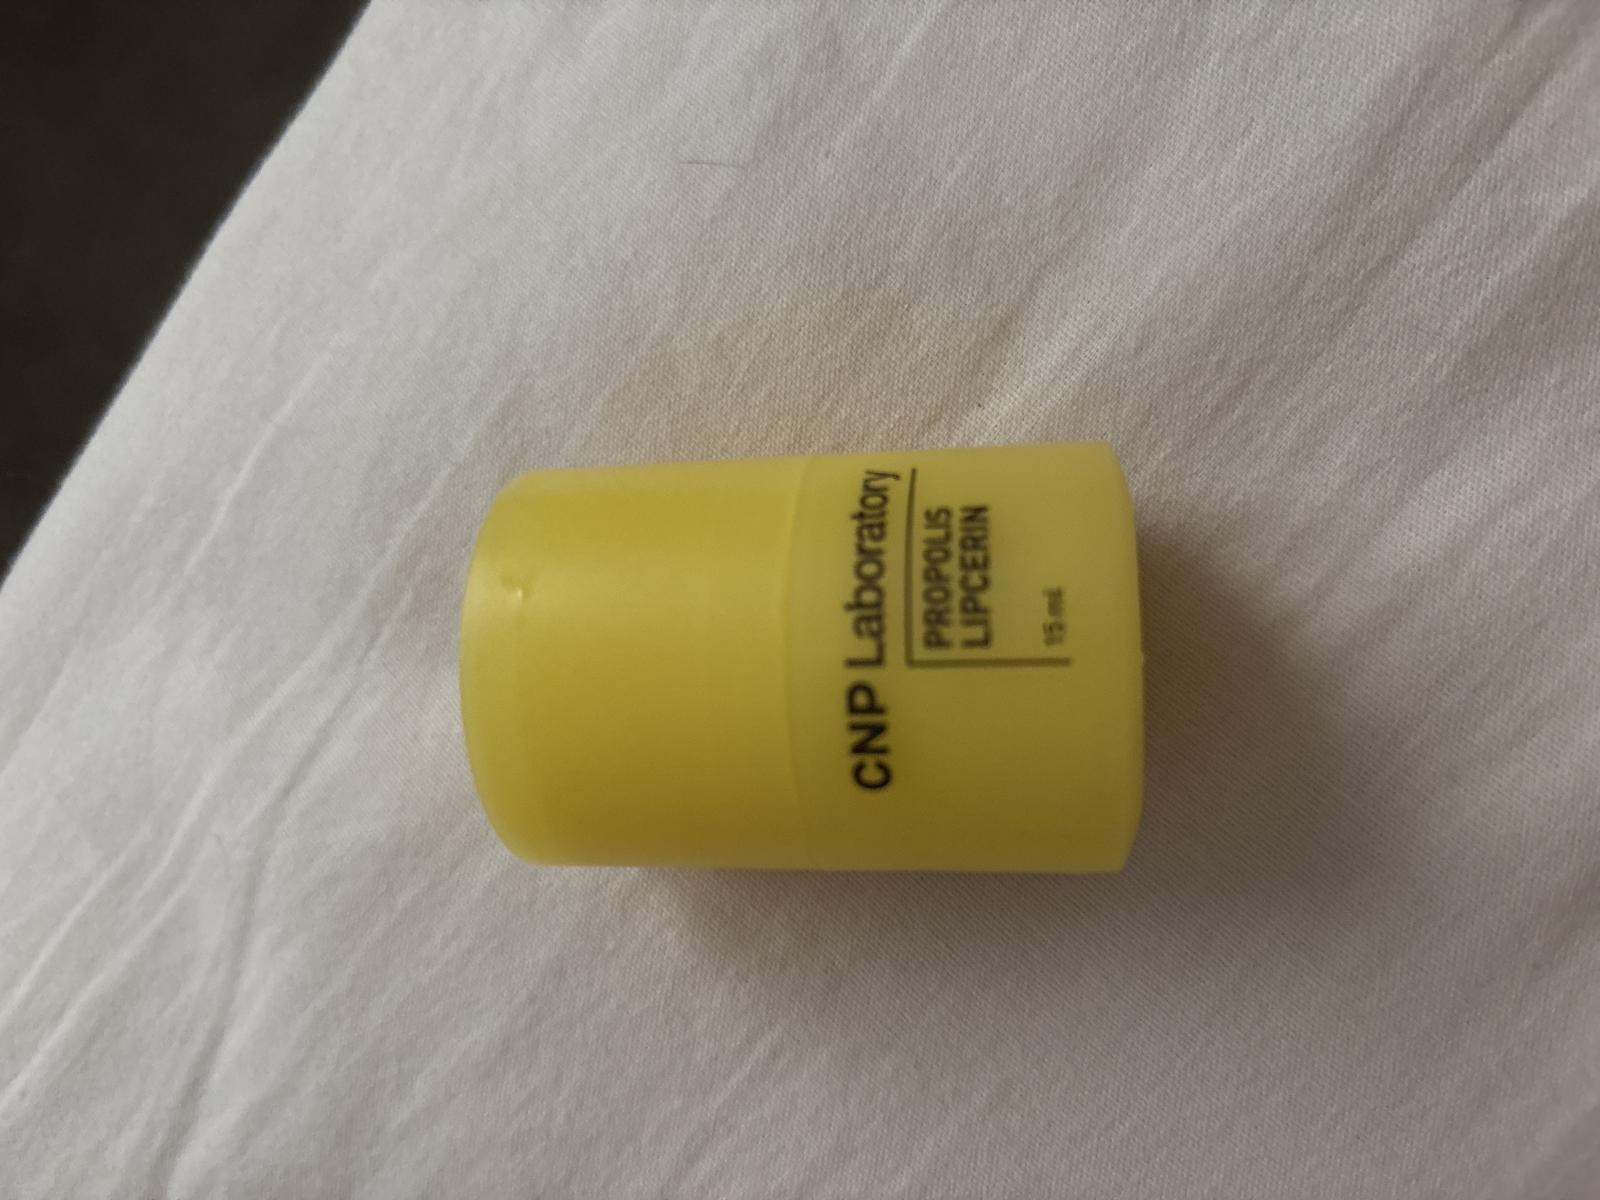 CNP Laboratory
PROPOLIS
LIPCERIN
15 mL